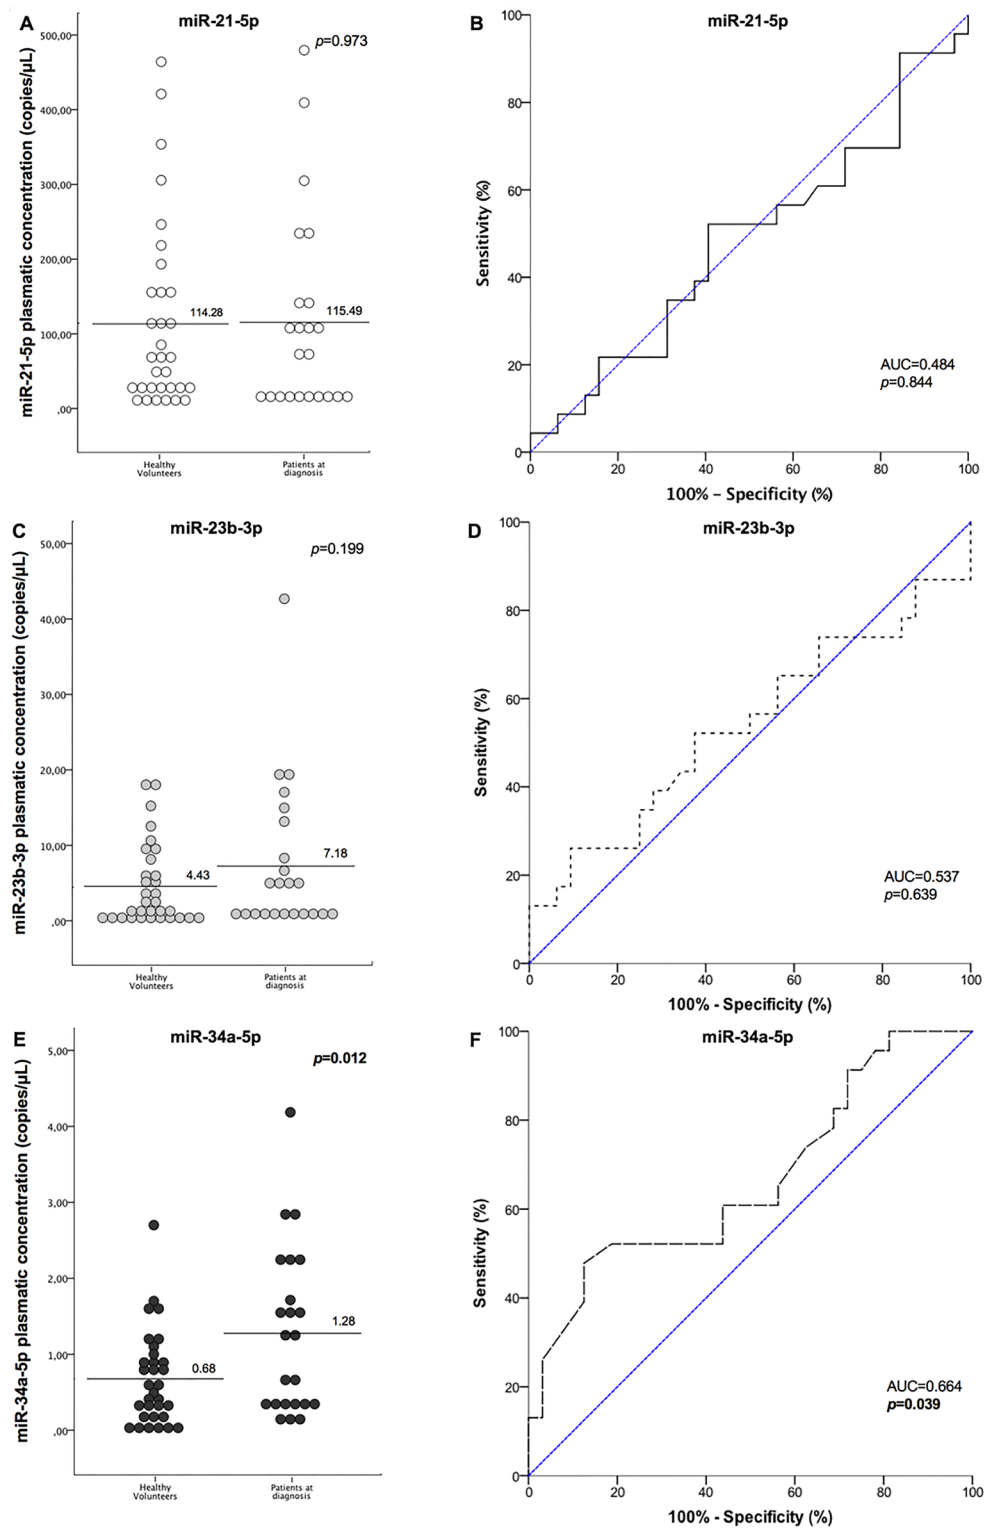 A
miR-21-5p
p=0.973
miR-21-5p plasmatic concentration (copies/µL)
500,00
400,00
300,00
200,00
100,00
,00
114.28
115.49
Healthy
Volunteers
Patients at
diagnosis
B
miR-21-5p
Sensitivity (%)
100
80
60
40
20
0
AUC=0.484
p=0.844
0
20
40
60
80
100
100% – Specificity (%)
C
miR-23b-3p
p=0.199
miR-23b-3p plasmatic concentration (copies/µL)
50,00
40,00
30,00
20,00
10,00
,00
4.43
7.18
Healthy
Volunteers
Patients at
diagnosis
D
miR-23b-3p
Sensitivity (%)
100
80
60
40
20
0
AUC=0.537
p=0.639
0
20
40
60
80
100
100% - Specificity (%)
E
miR-34a-5p
p=0.012
miR-34a-5p plasmatic concentration (copies/µL)
5,00
4,00
3,00
2,00
1,00
,00
0.68
1.28
Healthy
Volunteers
Patients at
diagnosis
F
miR-34a-5p
Sensitivity (%)
100
80
60
40
20
0
AUC=0.664
p=0.039
0
20
40
60
80
100
100% - Specificity (%)